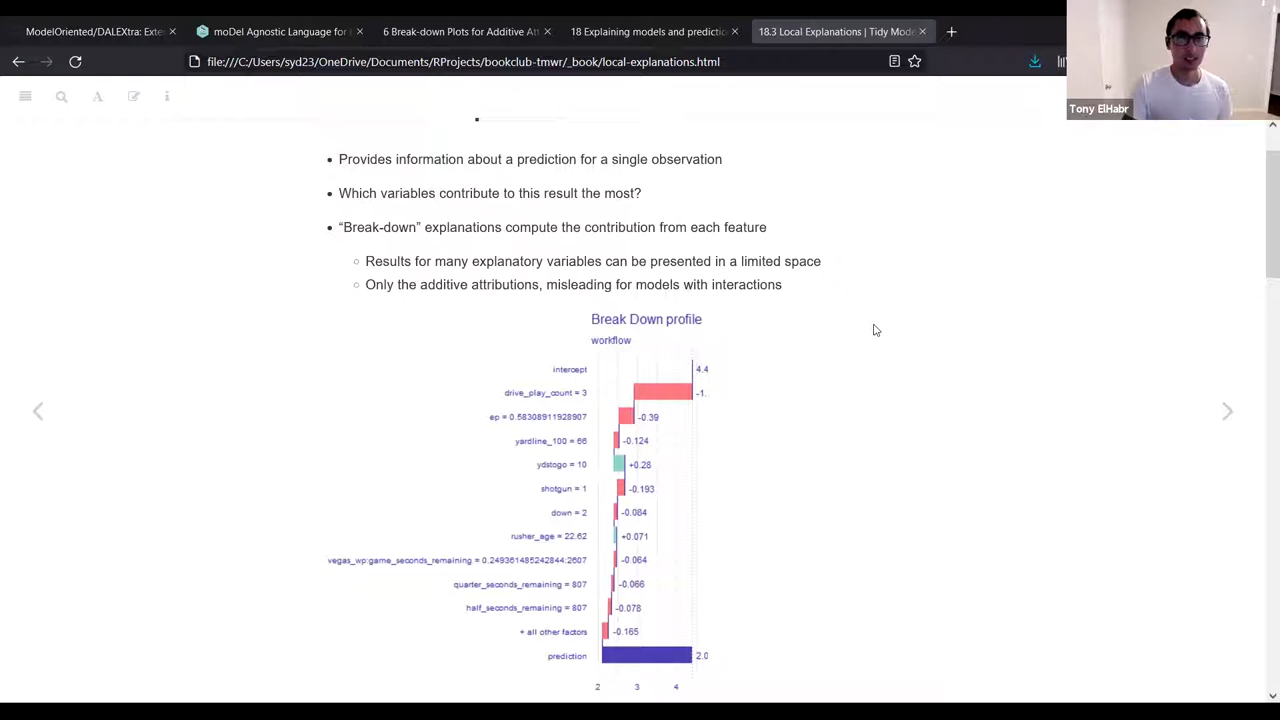 ModelOriented/DALEXtra: Exte
moDel Agnostic Language for
6 Break-down Plots for Additive Att
18 Explaining models and predictio
18.3 Local Explanations | Tidy Mode
file:///C:/Users/syd23/OneDrive/Documents/RProjects/bookclub-tmwr/_book/local-explanations.html
Tony ElHabr
Provides information about a prediction for a single observation
Which variables contribute to this result the most?
“Break-down” explanations compute the contribution from each feature
Results for many explanatory variables can be presented in a limited space
Only the additive attributions, misleading for models with interactions
Break Down profile
workflow
intercept 4.4
drive_play_count = 3 -1.
ep = 0.58308911928907 -0.39
yardline_100 = 66 -0.124
ydstogo = 10 +0.28
shotgun = 1 -0.193
down = 2 -0.084
rusher_age = 22.62 +0.071
vegas_wp:game_seconds_remaining = 0.249361485242844:2607 -0.064
quarter_seconds_remaining = 807 -0.066
half_seconds_remaining = 807 -0.078
+ all other factors -0.165
prediction 2.0
2 3 4